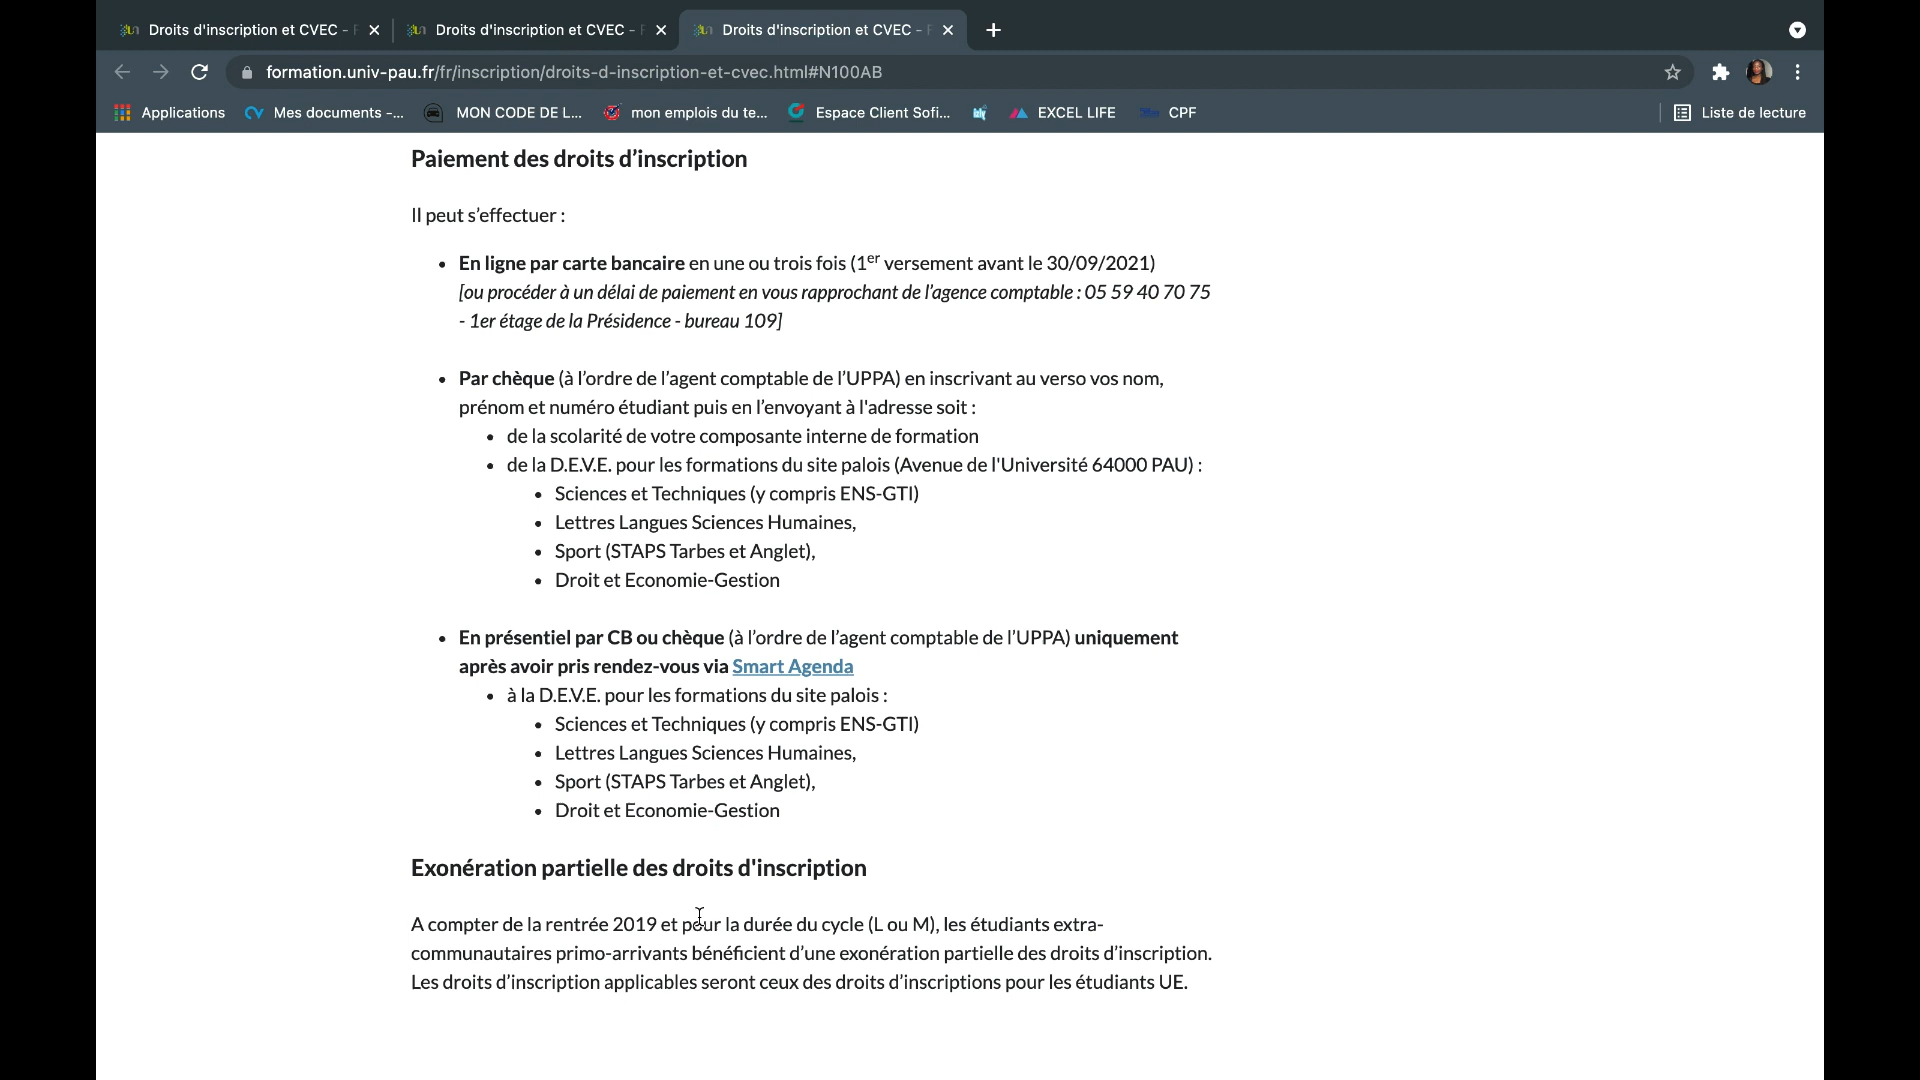 Droits d'inscription et CVEC -
Droits d'inscription et CVEC -
Droits d'inscription et CVEC -
formation.univ-pau.fr/fr/inscription/droits-d-inscription-et-cvec.html#N100AB
Applications
Mes documents -...
MON CODE DE L...
mon emplois du te...
Espace Client Sofi...
EXCEL LIFE
CPF
Liste de lecture
Paiement des droits d’inscription
Il peut s’effectuer :
• En ligne par carte bancaire en une ou trois fois (1er versement avant le 30/09/2021)
[ou procéder à un délai de paiement en vous rapprochant de l’agence comptable : 05 59 40 70 75
- 1er étage de la Présidence - bureau 109]
• Par chèque (à l’ordre de l’agent comptable de l’UPPA) en inscrivant au verso vos nom,
prénom et numéro étudiant puis en l’envoyant à l'adresse soit :
• de la scolarité de votre composante interne de formation
• de la D.E.V.E. pour les formations du site palois (Avenue de l'Université 64000 PAU) :
• Sciences et Techniques (y compris ENS-GTI)
• Lettres Langues Sciences Humaines,
• Sport (STAPS Tarbes et Anglet),
• Droit et Economie-Gestion
• En présentiel par CB ou chèque (à l’ordre de l’agent comptable de l’UPPA) uniquement
après avoir pris rendez-vous via Smart Agenda
• à la D.E.V.E. pour les formations du site palois :
• Sciences et Techniques (y compris ENS-GTI)
• Lettres Langues Sciences Humaines,
• Sport (STAPS Tarbes et Anglet),
• Droit et Economie-Gestion
Exonération partielle des droits d'inscription
A compter de la rentrée 2019 et pour la durée du cycle (L ou M), les étudiants extra-
communautaires primo-arrivants bénéficient d’une exonération partielle des droits d’inscription.
Les droits d’inscription applicables seront ceux des droits d’inscriptions pour les étudiants UE.